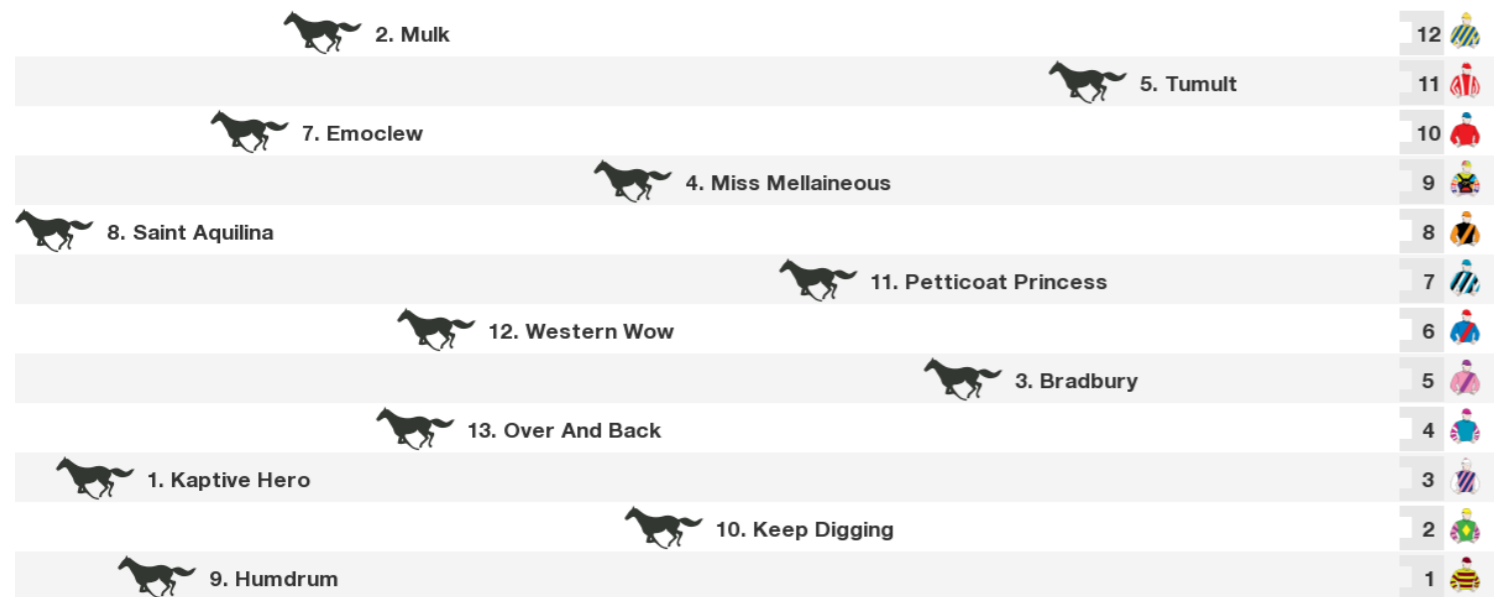 2. Mulk 12
5. Tumult 11
7. Emoclew 10
4. Miss Mellaineous 9
8. Saint Aquilina 8
11. Petticoat Princess 7
12. Western Wow 6
3. Bradbury 5
13. Over And Back 4
1. Kaptive Hero 3
10. Keep Digging 2
9. Humdrum 1